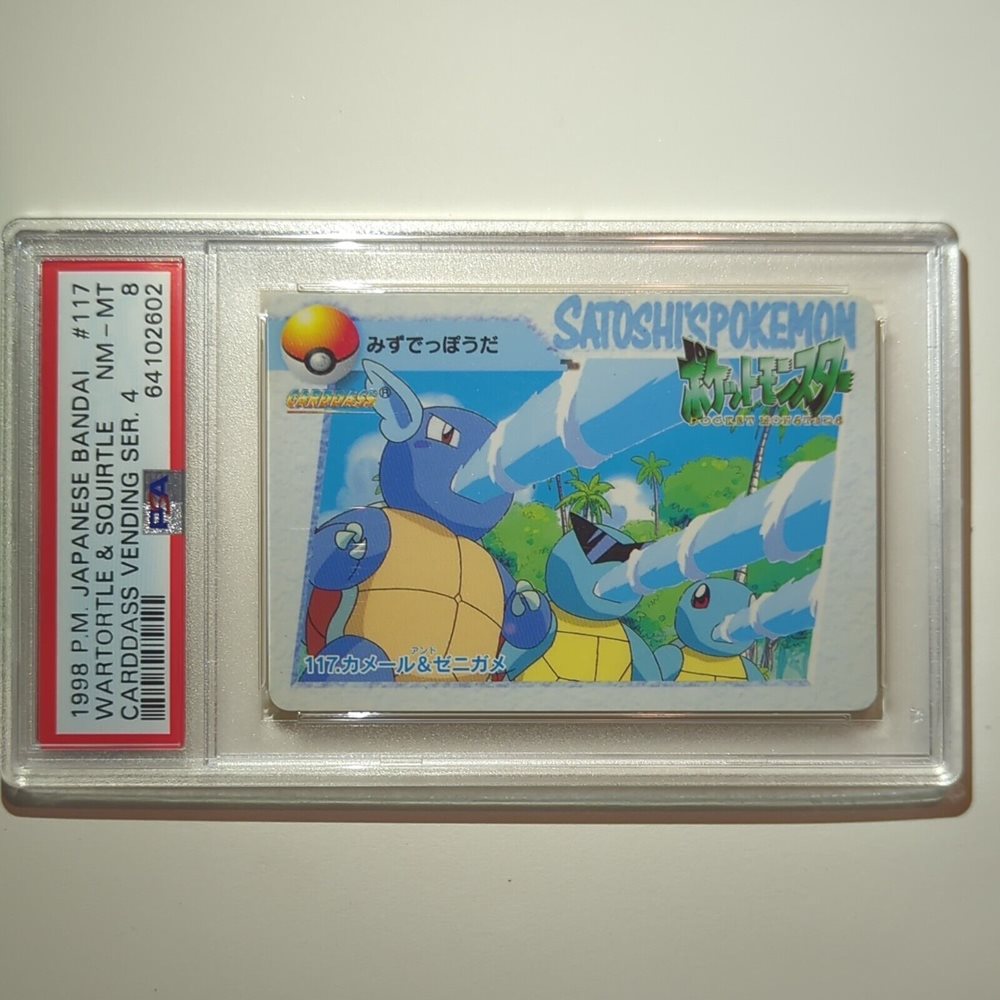 1998 P.M. JAPANESE BANDAI #117
WARTORTLE & SQUIRTLE NM - MT
CARDDASS VENDING SER. 4 8
64102602
PSA
みずでっぽうだ
CARDDASS®
SATOSHI'S POKEMON
ポケットモンスター
POCKET MONSTERS
アンド
117.カメール&ゼニガメ